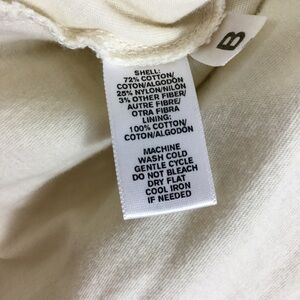 B
SHELL:
72% COTTON/
COTON/ALGODÓN
25% NYLON/NILÓN
3% OTHER FIBER/
AUTRE FIBRE/
OTRA FIBRA
LINING:
100% COTTON/
COTON/ALGODÓN
MACHINE
WASH COLD
GENTLE CYCLE
DO NOT BLEACH
DRY FLAT
COOL IRON
IF NEEDED